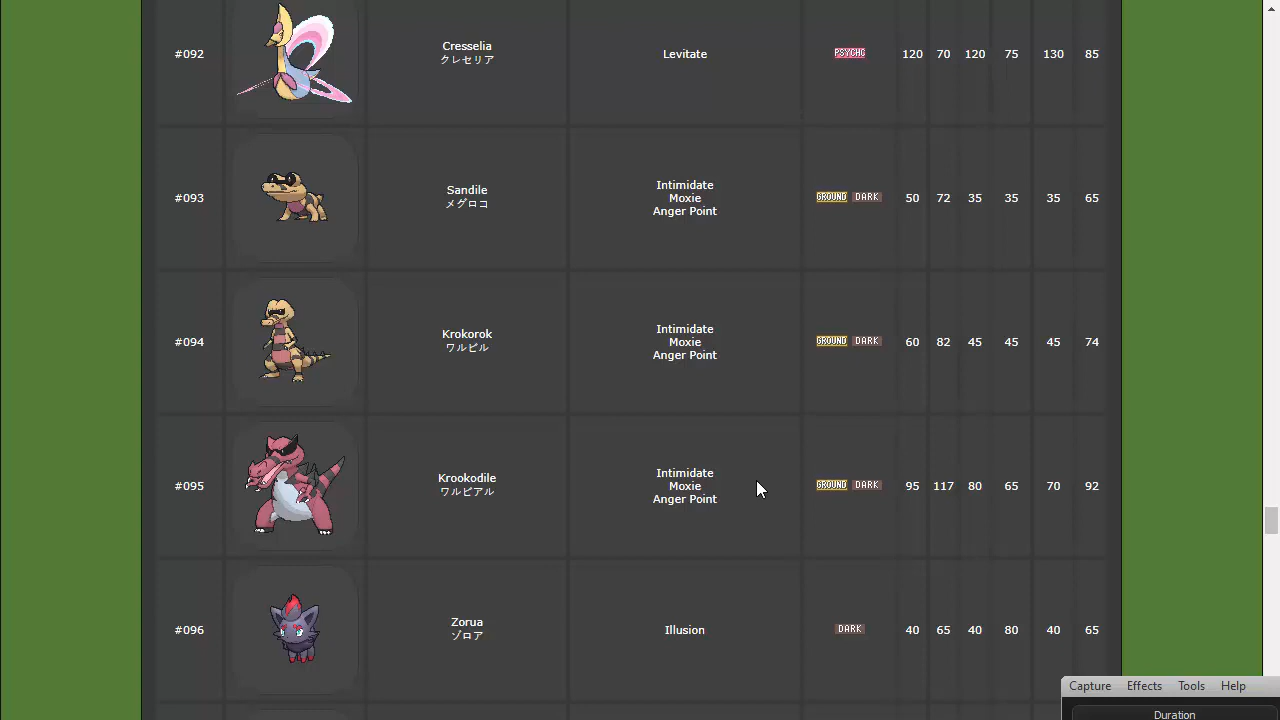 #092
Cresselia
クレセリア
Levitate
PSYCHC
120 70 120 75 130 85
#093
Sandile
メグロコ
Intimidate
Moxie
Anger Point
GROUND DARK
50 72 35 35 35 65
#094
Krokorok
ワルビル
Intimidate
Moxie
Anger Point
GROUND DARK
60 82 45 45 45 74
#095
Krookodile
ワルビアル
Intimidate
Moxie
Anger Point
GROUND DARK
95 117 80 65 70 92
#096
Zorua
ゾロア
Illusion
DARK
40 65 40 80 40 65
Capture Effects Tools Help
Duration